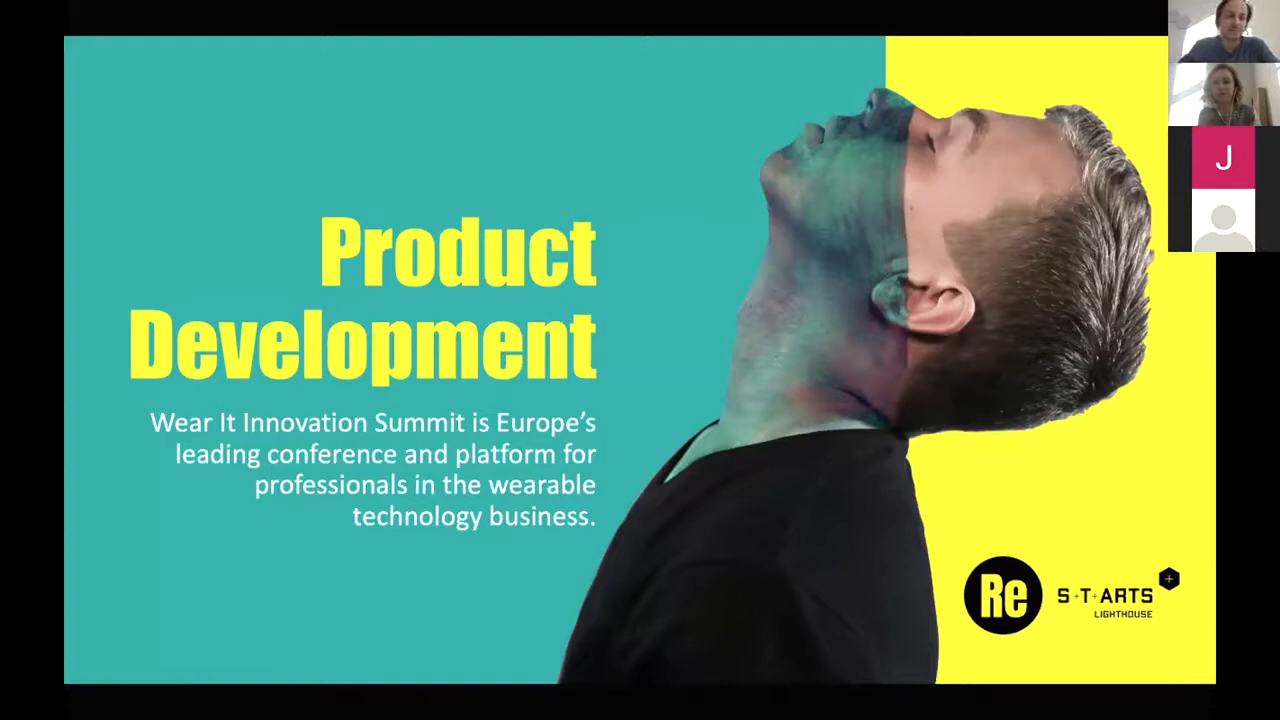 Product
Development
Wear It Innovation Summit is Europe's
leading conference and platform for
professionals in the wearable
technology business.
Re
S+T+ARTS
LIGHTHOUSE
J